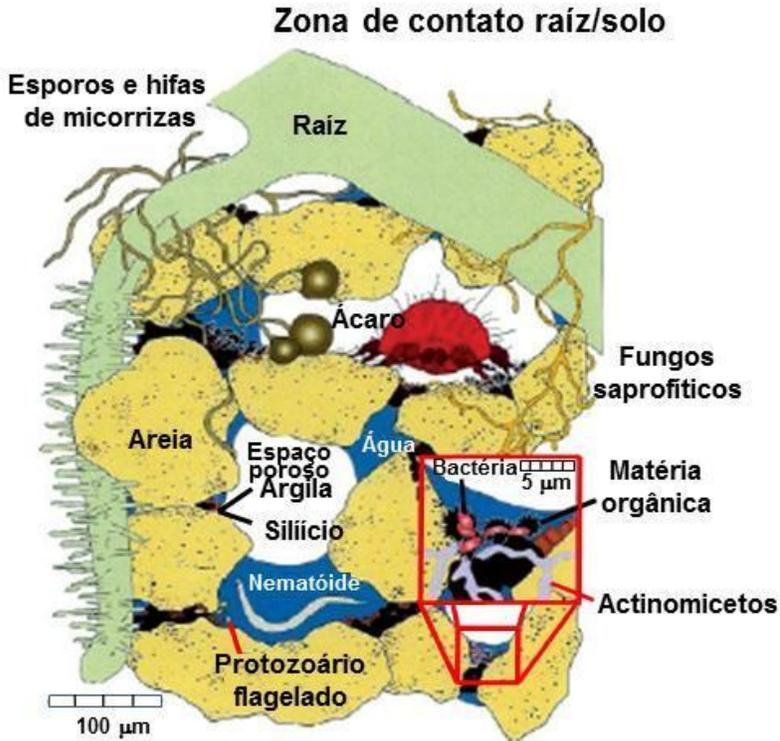 Zona de contato raíz/solo
Esporos e hifas
de micorrizas
Raíz
Ácaro
Fungos
saprofíticos
Areia
Água
Espaço
poroso
Argila
Siliício
Bactéria
5 μm
Matéria
orgânica
Nematóide
Actinomicetos
Protozoário
flagelado
100 μm